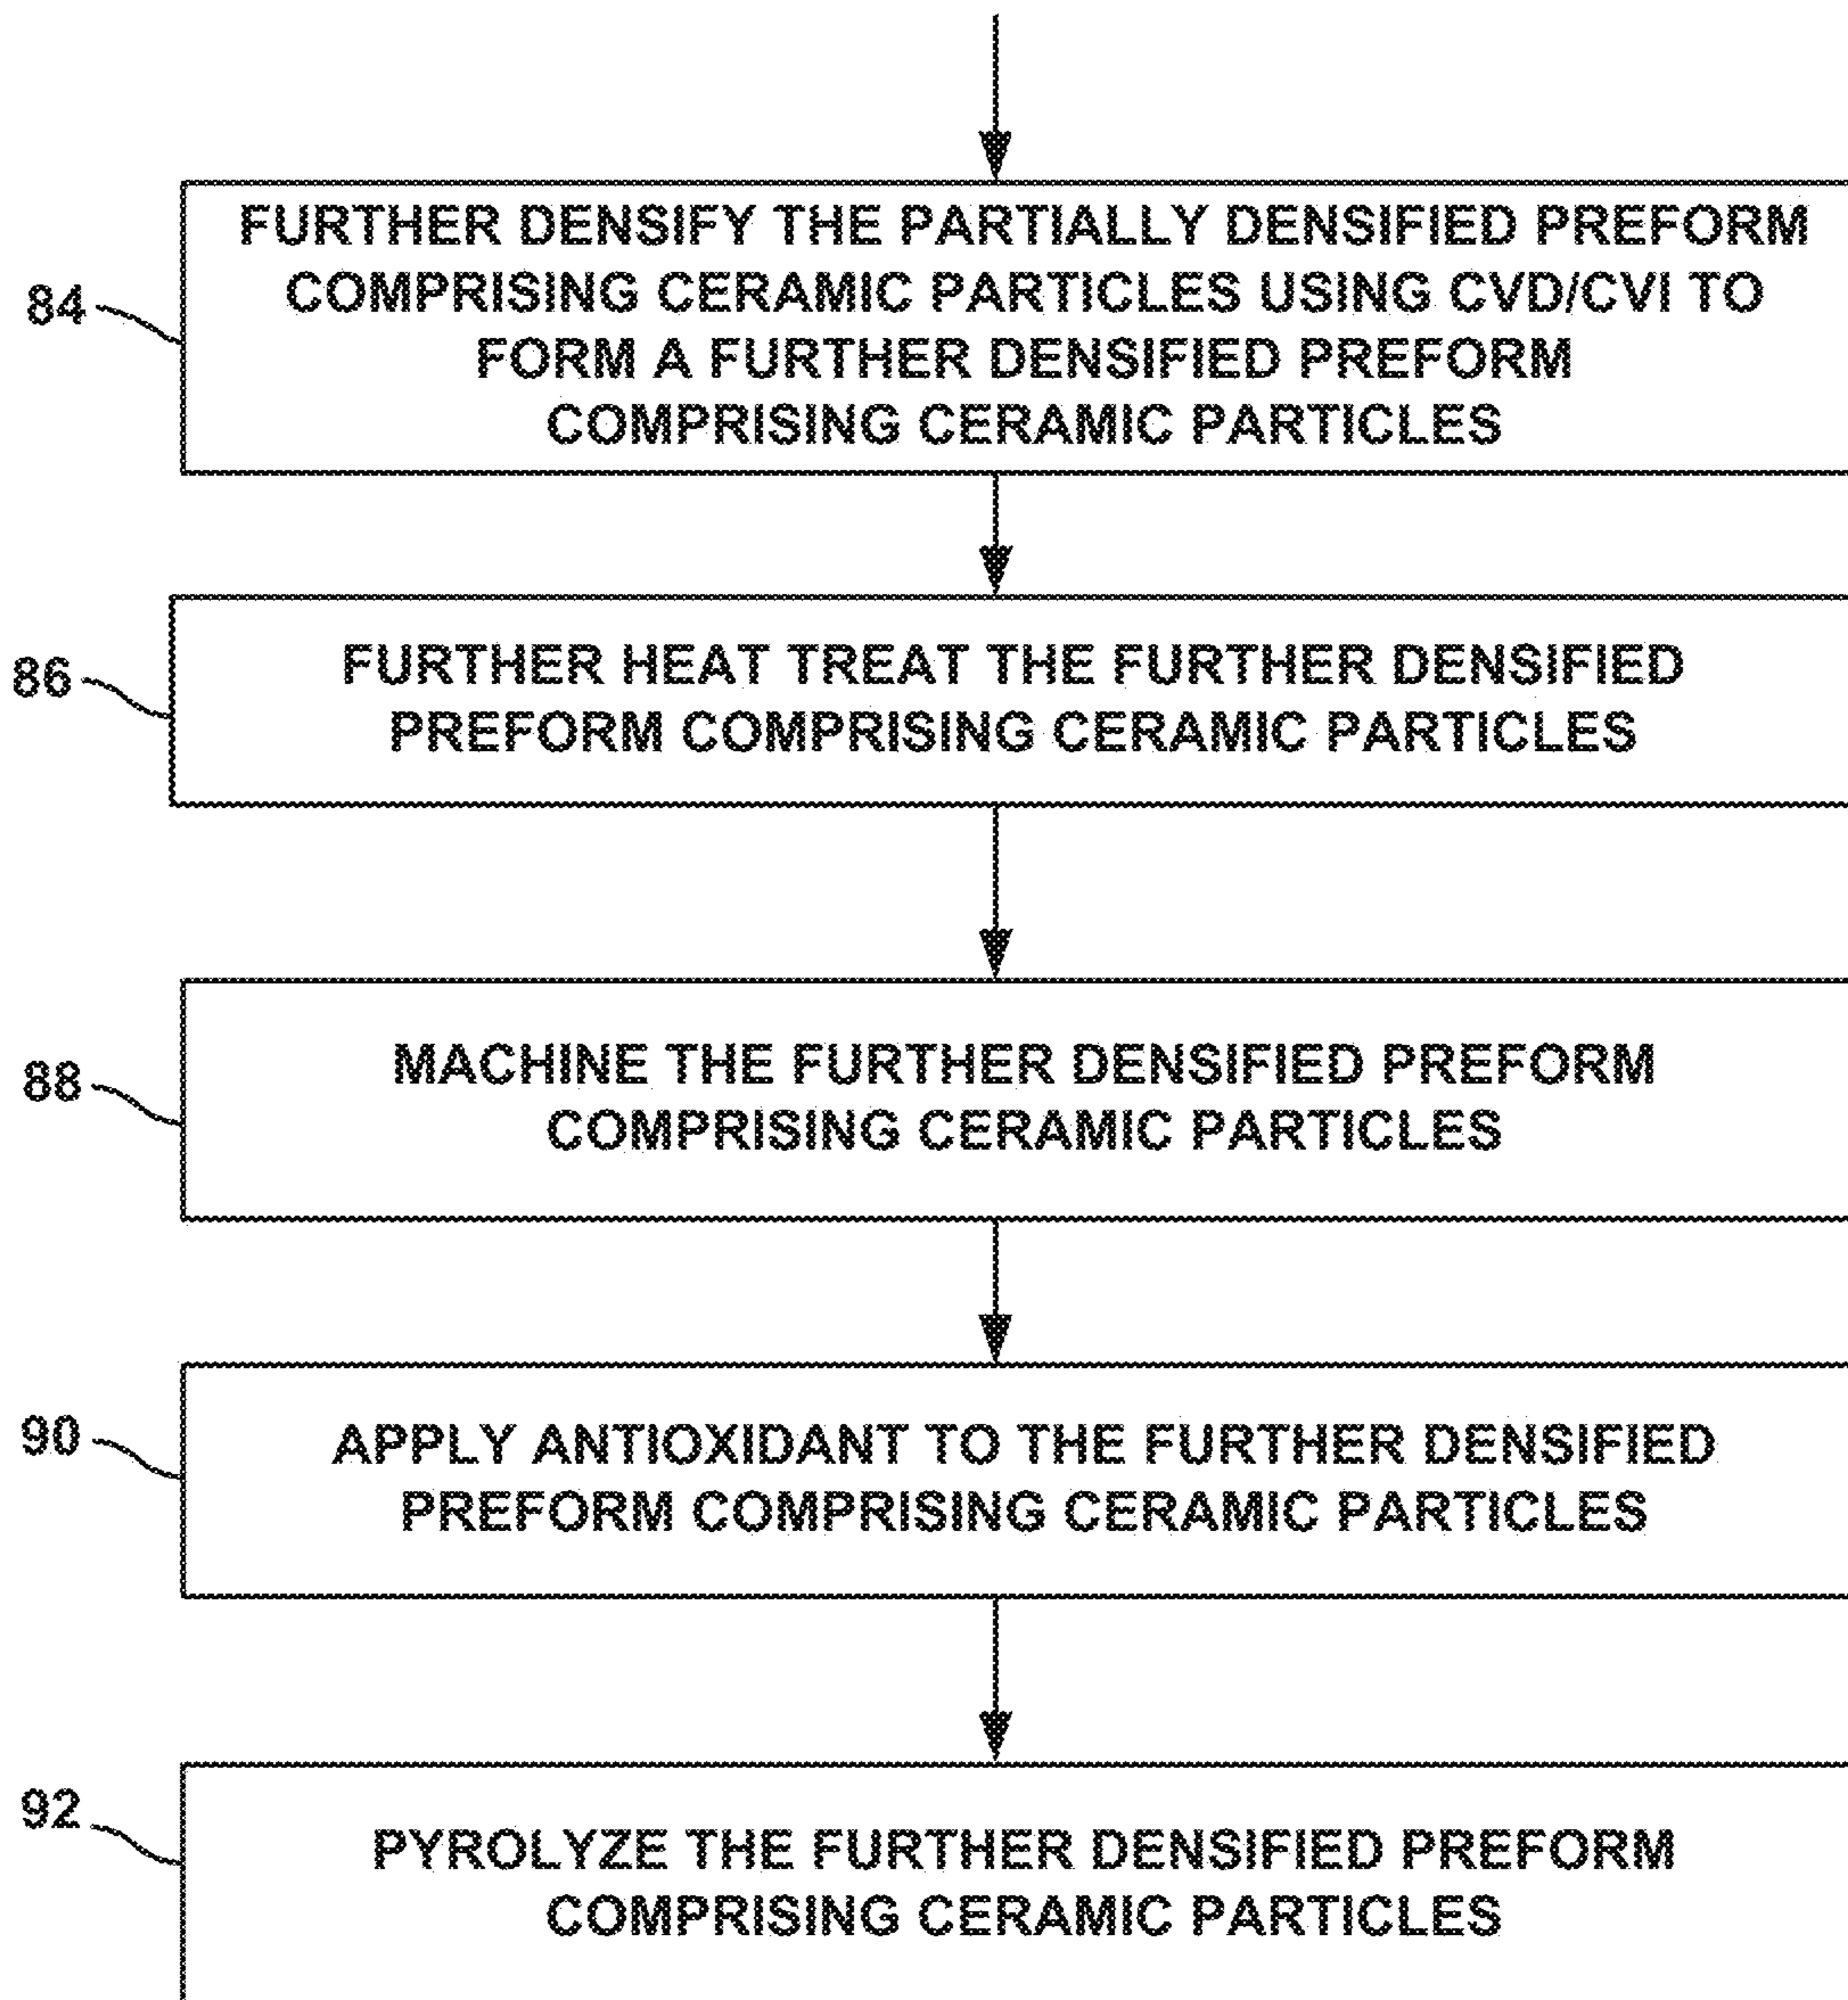 FURTHER DENSIFY THE PARTIALLY DENSIFIED PREFORM
COMPRISING CERAMIC PARTICLES USING CVD/CVI TO
FORM A FURTHER DENSIFIED PREFORM
COMPRISING CERAMIC PARTICLES
84
FURTHER HEAT TREAT THE FURTHER DENSIFIED
PREFORM COMPRISING CERAMIC PARTICLES
86
MACHINE THE FURTHER DENSIFIED PREFORM
COMPRISING CERAMIC PARTICLES
88
APPLY ANTIOXIDANT TO THE FURTHER DENSIFIED
PREFORM COMPRISING CERAMIC PARTICLES
90
PYROLYZE THE FURTHER DENSIFIED PREFORM
COMPRISING CERAMIC PARTICLES
92